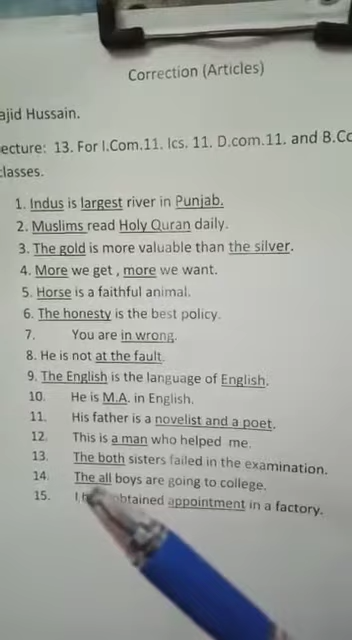 Correction (Articles)
ajid Hussain.
ecture: 13. For I.Com.11. Ics. 11. D.com.11. and B.Co
classes.
1. Indus is largest river in Punjab.
2. Muslims read Holy Quran daily.
3. The gold is more valuable than the silver.
4. More we get , more we want.
5. Horse is a faithful animal.
6. The honesty is the best policy.
7. You are in wrong.
8. He is not at the fault.
9. The English is the language of English.
10. He is M.A. in English.
11. His father is a novelist and a poet.
12. This is a man who helped me.
13. The both sisters failed in the examination.
14. The all boys are going to college.
15. I obtained appointment in a factory.